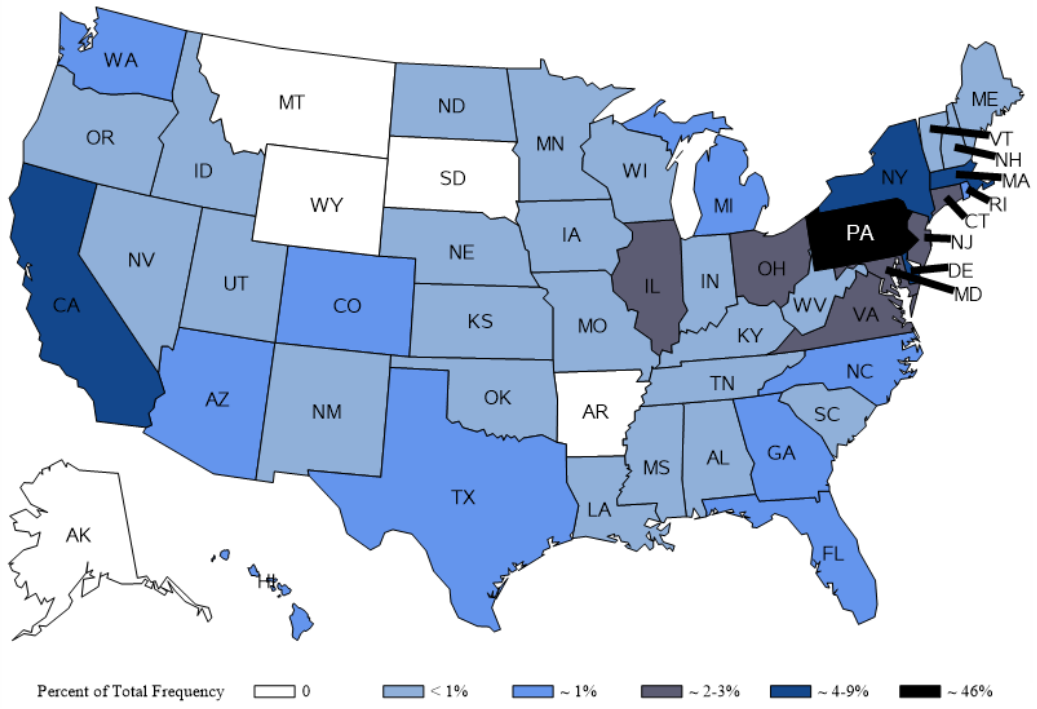 WA
MT
ND
ME
OR
MN
VT
ID
SD
WI
NH
NY
MA
WY
MI
RI
CT
PA
NJ
IA
NE
NV
OH
DE
UT
IL
IN
MD
CA
CO
WV
VA
KS
MO
KY
NC
TN
AZ
NM
OK
AR
SC
GA
AL
MS
TX
LA
AK
FL
HI
Percent of Total Frequency 0 < 1% ~ 1% ~ 2-3% ~ 4-9% ~ 46%